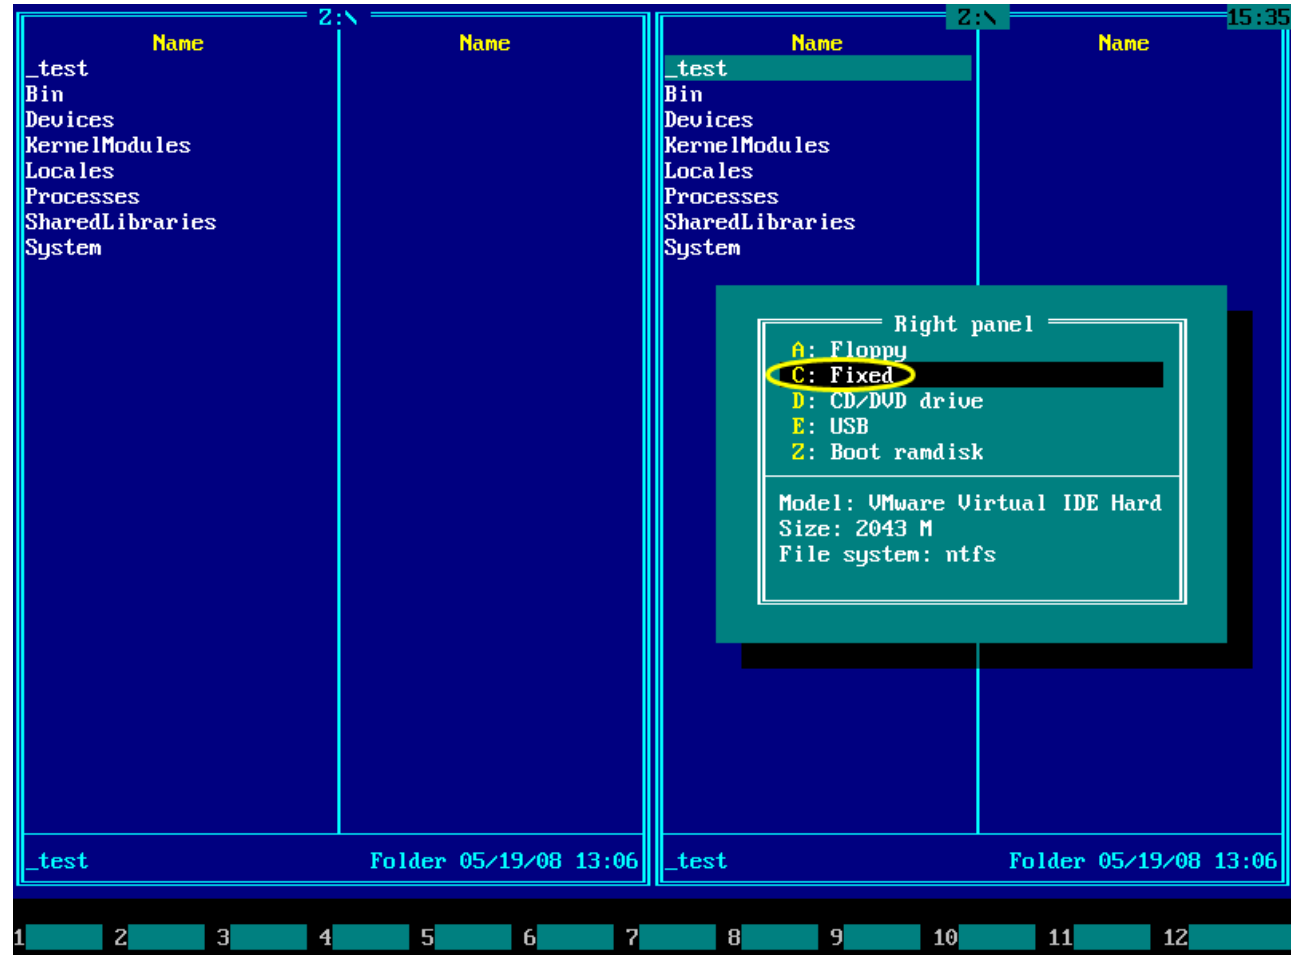 Z:\
Name Name
_test
Bin
Devices
KernelModules
Locales
Processes
SharedLibraries
System
_test Folder 05/19/08 13:06
Z:\ 15:35
Name Name
_test
Bin
Devices
KernelModules
Locales
Processes
SharedLibraries
System
Right panel
A: Floppy
C: Fixed
D: CD/DVD drive
E: USB
Z: Boot ramdisk
Model: VMware Virtual IDE Hard
Size: 2043 M
File system: ntfs
_test Folder 05/19/08 13:06
1 2 3 4 5 6 7 8 9 10 11 12